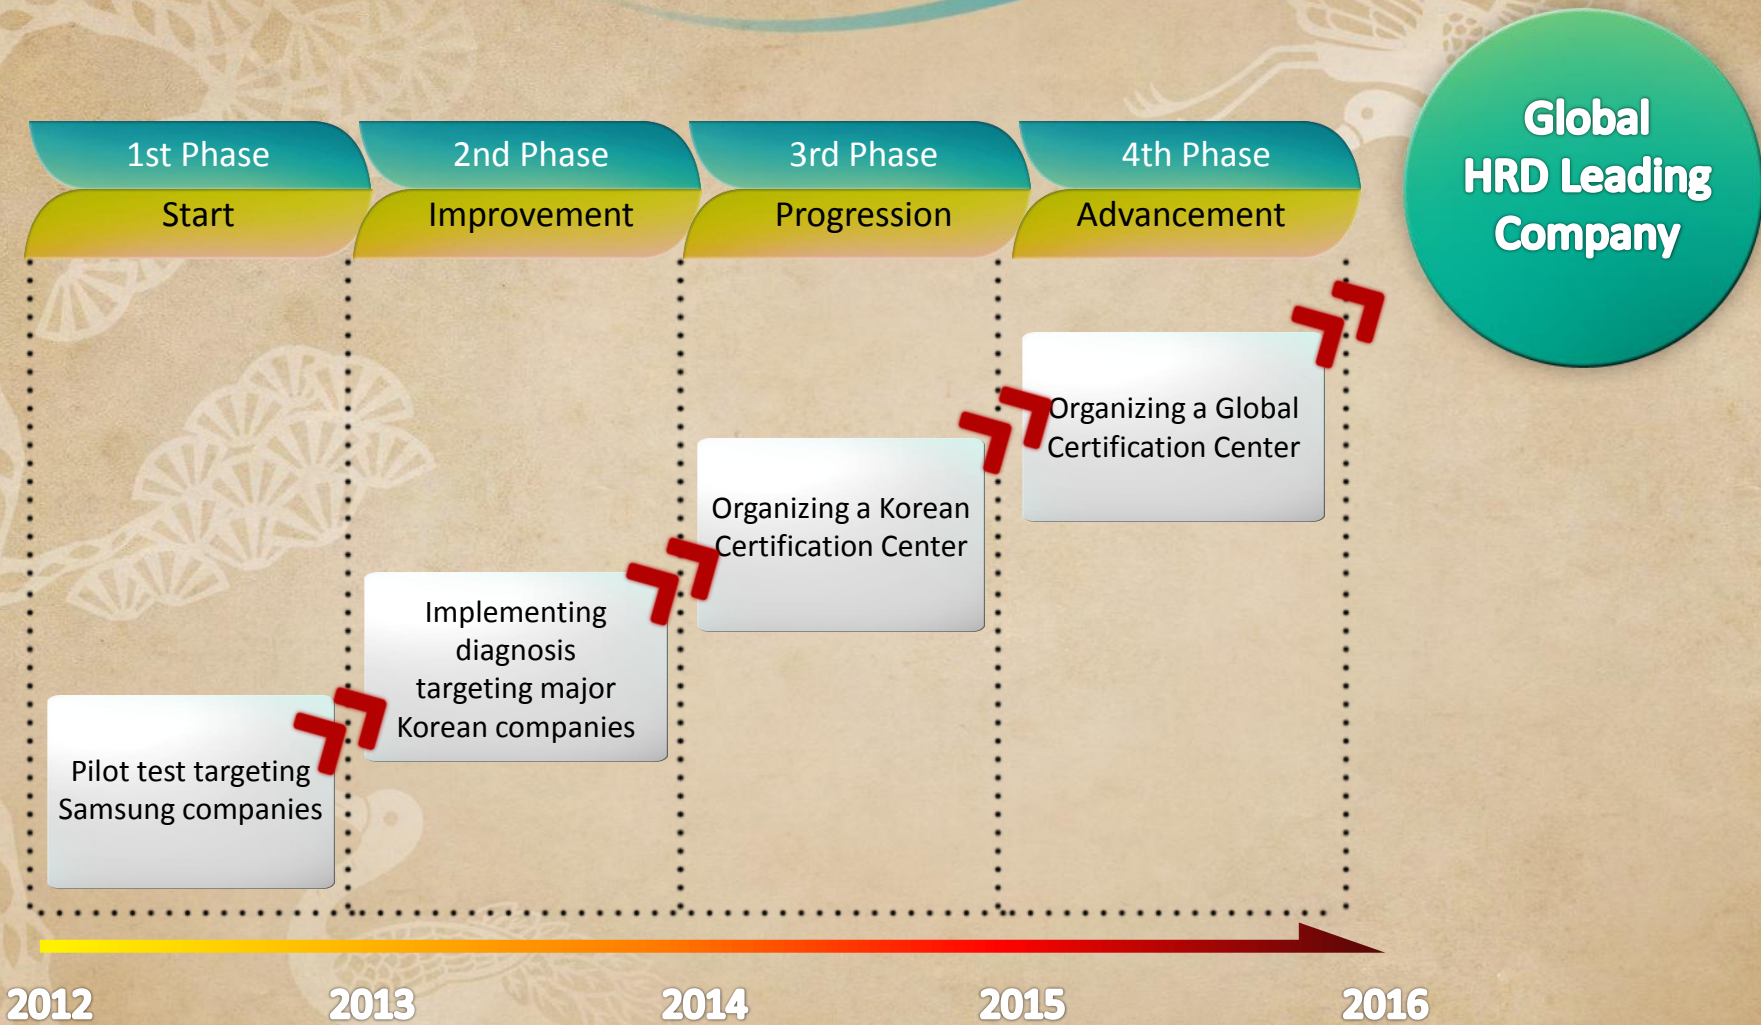 Global
HRD Leading
Company
1st Phase
2nd Phase
3rd Phase
4th Phase
Start
Improvement
Progression
Advancement
Organizing a Global
Certification Center
Organizing a Korean
Certification Center
Implementing
diagnosis
targeting major
Korean companies
Pilot test targeting
Samsung companies
2012
2013
2014
2015
2016